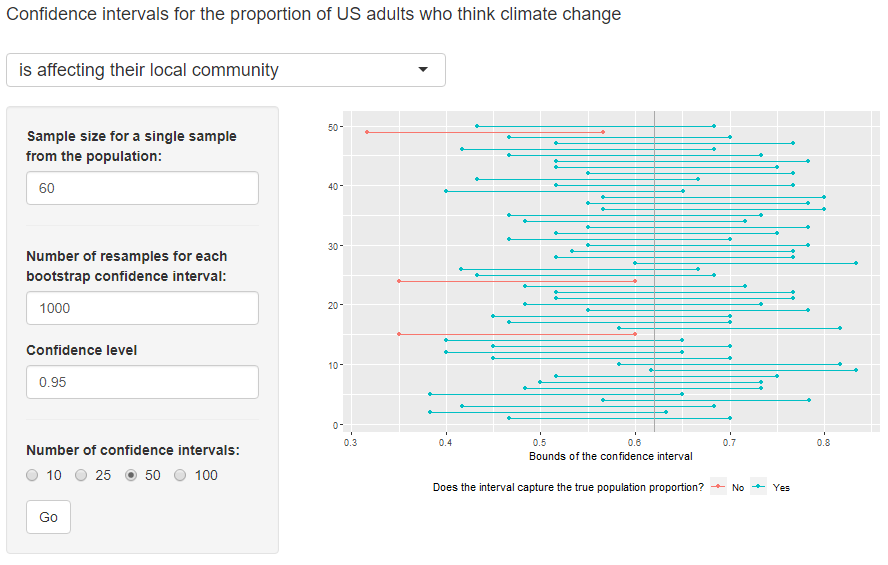 Confidence intervals for the proportion of US adults who think climate change
is affecting their local community
Sample size for a single sample
from the population:
60
Number of resamples for each
bootstrap confidence interval:
1000
Confidence level
0.95
Number of confidence intervals:
10 25 50 100
Go
50
40
30
20
10
0
0.3 0.4 0.5 0.6 0.7 0.8
Bounds of the confidence interval
Does the interval capture the true population proportion? No Yes